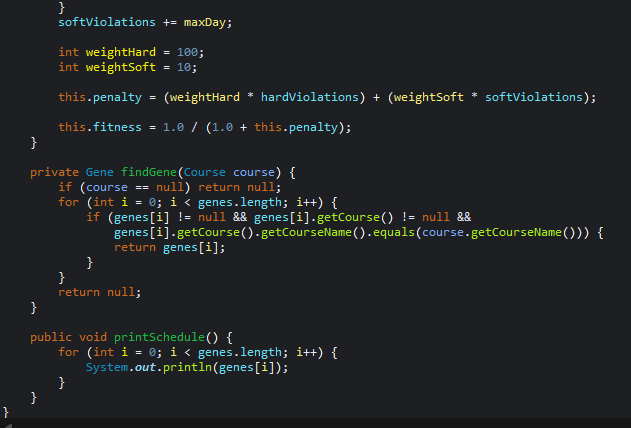 }
        softViolations += maxDay;

        int weightHard = 100;
        int weightSoft = 10;

        this.penalty = (weightHard * hardViolations) + (weightSoft * softViolations);

        this.fitness = 1.0 / (1.0 + this.penalty);
    }

    private Gene findGene(Course course) {
        if (course == null) return null;
        for (int i = 0; i < genes.length; i++) {
            if (genes[i] != null && genes[i].getCourse() != null &&
                genes[i].getCourse().getCourseName().equals(course.getCourseName())) {
                return genes[i];
            }
        }
        return null;
    }

    public void printSchedule() {
        for (int i = 0; i < genes.length; i++) {
            System.out.println(genes[i]);
        }
    }
}